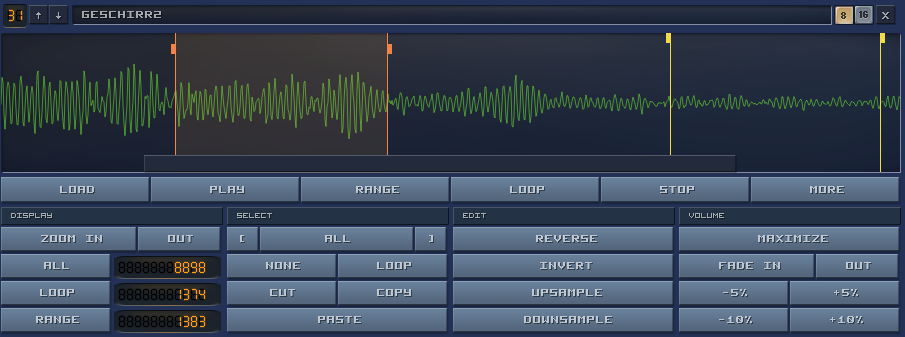 31 ↑ ↓ GESCHIRR2 8 16 X
LOAD PLAY RANGE LOOP STOP MORE
DISPLAY SELECT EDIT VOLUME
ZOOM IN OUT [ ALL ] REVERSE MAXIMIZE
ALL 8898 NONE LOOP INVERT FADE IN OUT
LOOP 1374 CUT COPY UPSAMPLE -5% +5%
RANGE 1383 PASTE DOWNSAMPLE -10% +10%